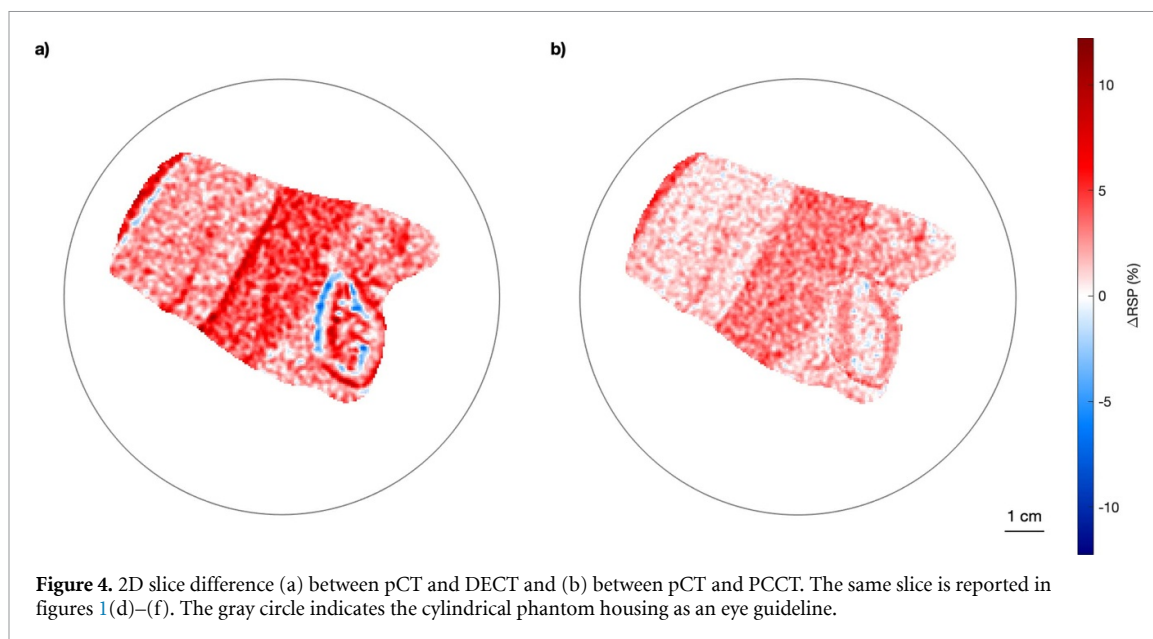 a)
b)
10
5
0
-5
-10
ΔRSP (%)
1 cm
Figure 4. 2D slice difference (a) between pCT and DECT and (b) between pCT and PCCT. The same slice is reported in
figures 1(d)–(f). The gray circle indicates the cylindrical phantom housing as an eye guideline.